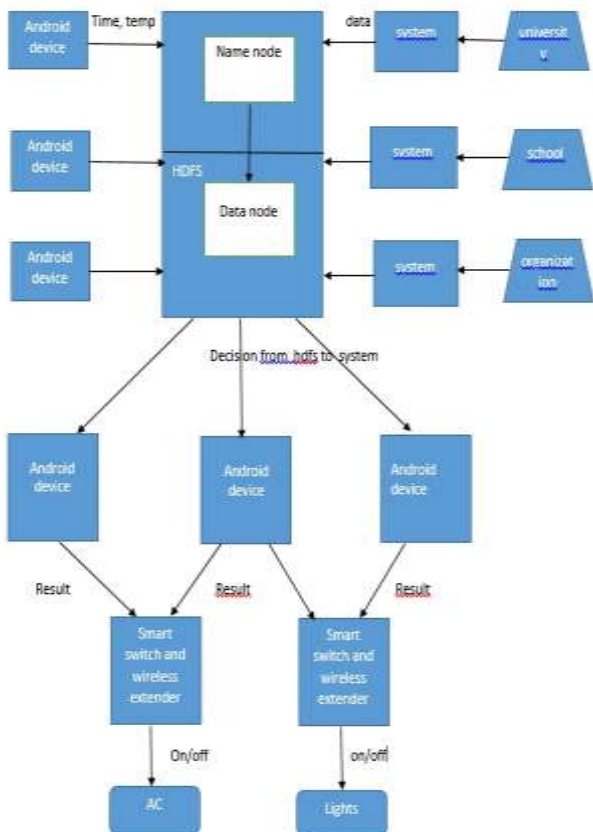 Android
device
Time, temp
Name node
data
system
universit
y
Android
device
HDFS
Data node
system
school
Android
device
system
organizat
ion
Decision from hdfs to system
Android
device
Android
device
Android
device
Result
Result
Result
Smart
switch and
wireless
extender
Smart
switch and
wireless
extender
On/off
on/off
AC
Lights